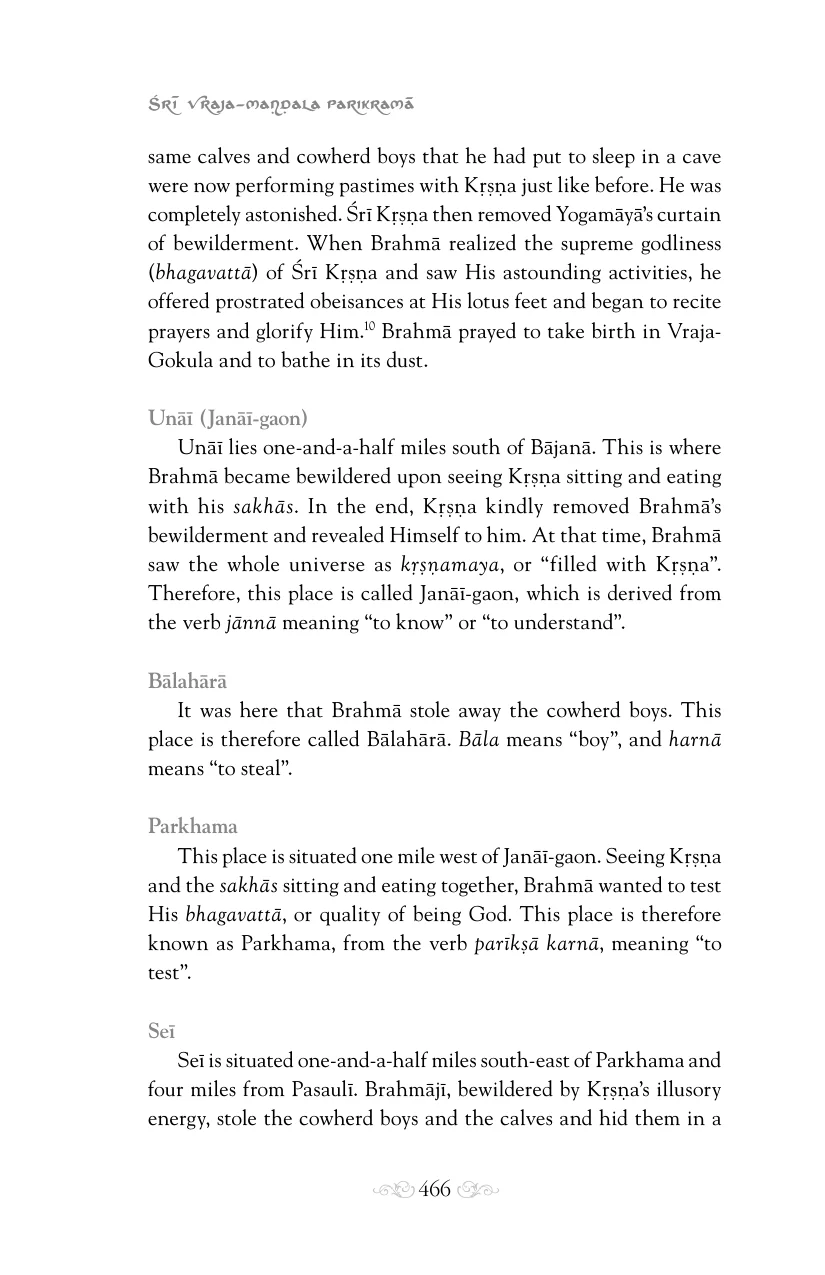 Śrī Vraja-maṇḍala Parikramā
same calves and cowherd boys that he had put to sleep in a cave
were now performing pastimes with Kṛṣṇa just like before. He was
completely astonished. Śrī Kṛṣṇa then removed Yogamāyā’s curtain
of bewilderment. When Brahmā realized the supreme godliness
(bhagavattā) of Śrī Kṛṣṇa and saw His astounding activities, he
offered prostrated obeisances at His lotus feet and began to recite
prayers and glorify Him.10 Brahmā prayed to take birth in Vraja-
Gokula and to bathe in its dust.
Unāī (Janāī-gaon)
Unāī lies one-and-a-half miles south of Bājanā. This is where
Brahmā became bewildered upon seeing Kṛṣṇa sitting and eating
with his sakhās. In the end, Kṛṣṇa kindly removed Brahmā’s
bewilderment and revealed Himself to him. At that time, Brahmā
saw the whole universe as kṛṣṇamaya, or “filled with Kṛṣṇa”.
Therefore, this place is called Janāī-gaon, which is derived from
the verb jānnā meaning “to know” or “to understand”.
Bālahārā
It was here that Brahmā stole away the cowherd boys. This
place is therefore called Bālahārā. Bāla means “boy”, and harnā
means “to steal”.
Parkhama
This place is situated one mile west of Janāī-gaon. Seeing Kṛṣṇa
and the sakhās sitting and eating together, Brahmā wanted to test
His bhagavattā, or quality of being God. This place is therefore
known as Parkhama, from the verb parīkṣā karnā, meaning “to
test”.
Seī
Seī is situated one-and-a-half miles south-east of Parkhama and
four miles from Pasaulī. Brahmājī, bewildered by Kṛṣṇa’s illusory
energy, stole the cowherd boys and the calves and hid them in a
466